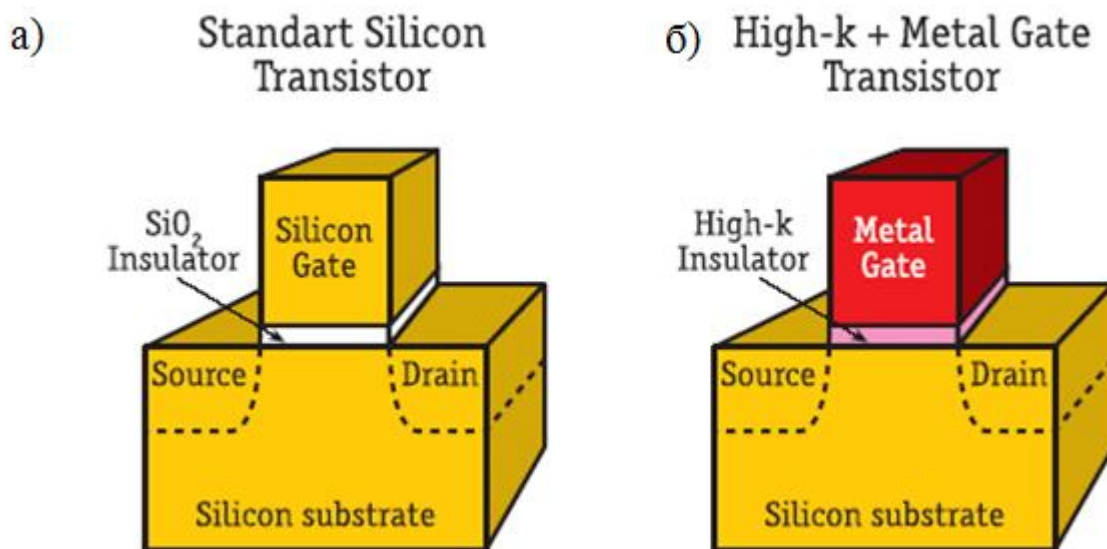 а)
Standart Silicon
Transistor
SiO₂
Insulator
Silicon
Gate
Source
Drain
Silicon substrate
б)
High-k + Metal Gate
Transistor
High-k
Insulator
Metal
Gate
Source
Drain
Silicon substrate